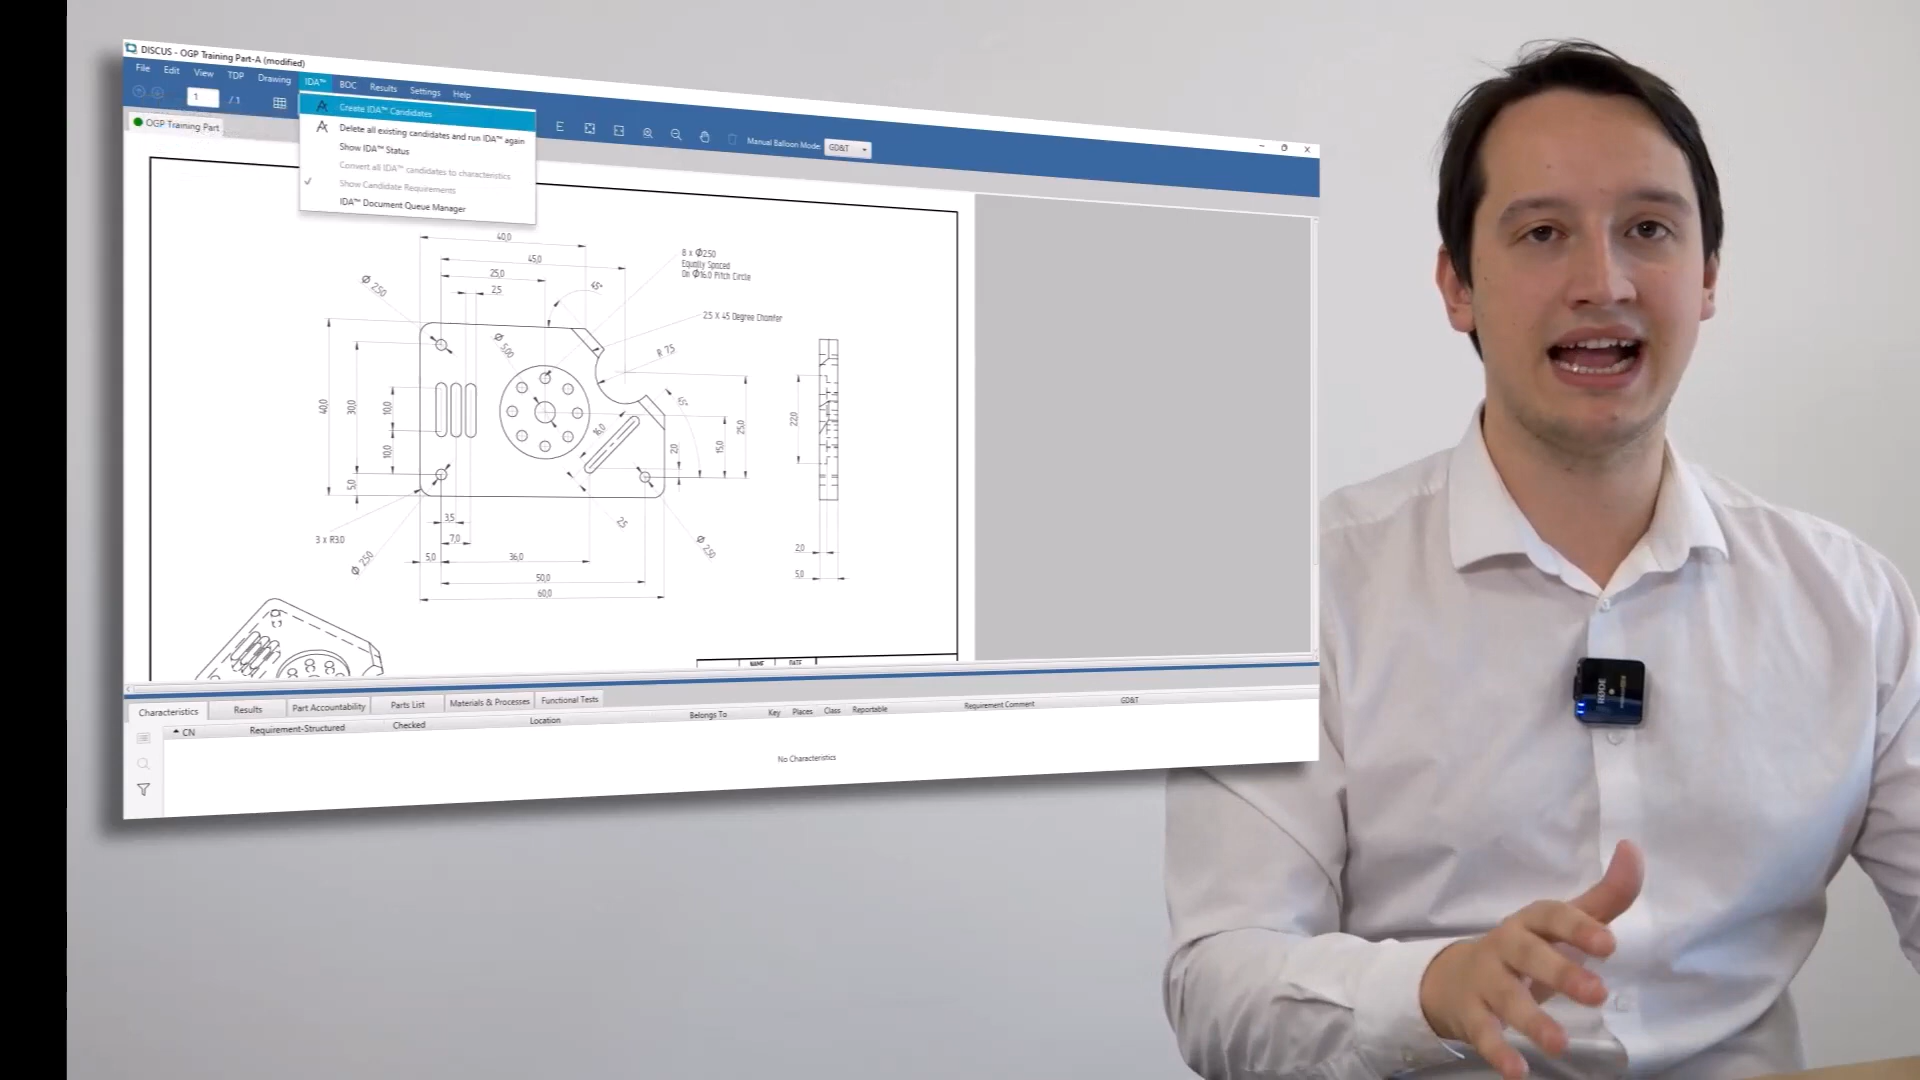 DISCUS - OGP Training Part-A (modified)
File Edit View TDP Drawing IDA™ BOC Results Settings Help
1 / 1
Manual Balloon Mode: GD&T
OGP Training Part
Create IDA™ Candidates
Delete all existing candidates and run IDA™ again
Show IDA™ Status
Convert all IDA™ candidates to characteristics
Show Candidate Requirements
IDA™ Document Queue Manager
40,0
45,0
25,0
2,5
45°
8 x Ø2.50
Equally Spaced
On Ø16.0 Pitch Circle
2.5 X 45 Degree Chamfer
Ø 2,50
Ø 5,00
R 7,5
40,0
30,0
10,0
10,0
5,0
16,0
45°
2,0
15,0
25,0
22,0
3 x R3.0
Ø 2,50
3,5
7,0
5,0
36,0
50,0
60,0
2,5
Ø 2,50
2,0
5,0
NAME DATE
Characteristics Results Part Accountability Parts List Materials & Processes Functional Tests
CN Requirement-Structured Checked Location Belongs To Key Places Class Reportable Requirement Comment GD&T
No Characteristics
RØDE